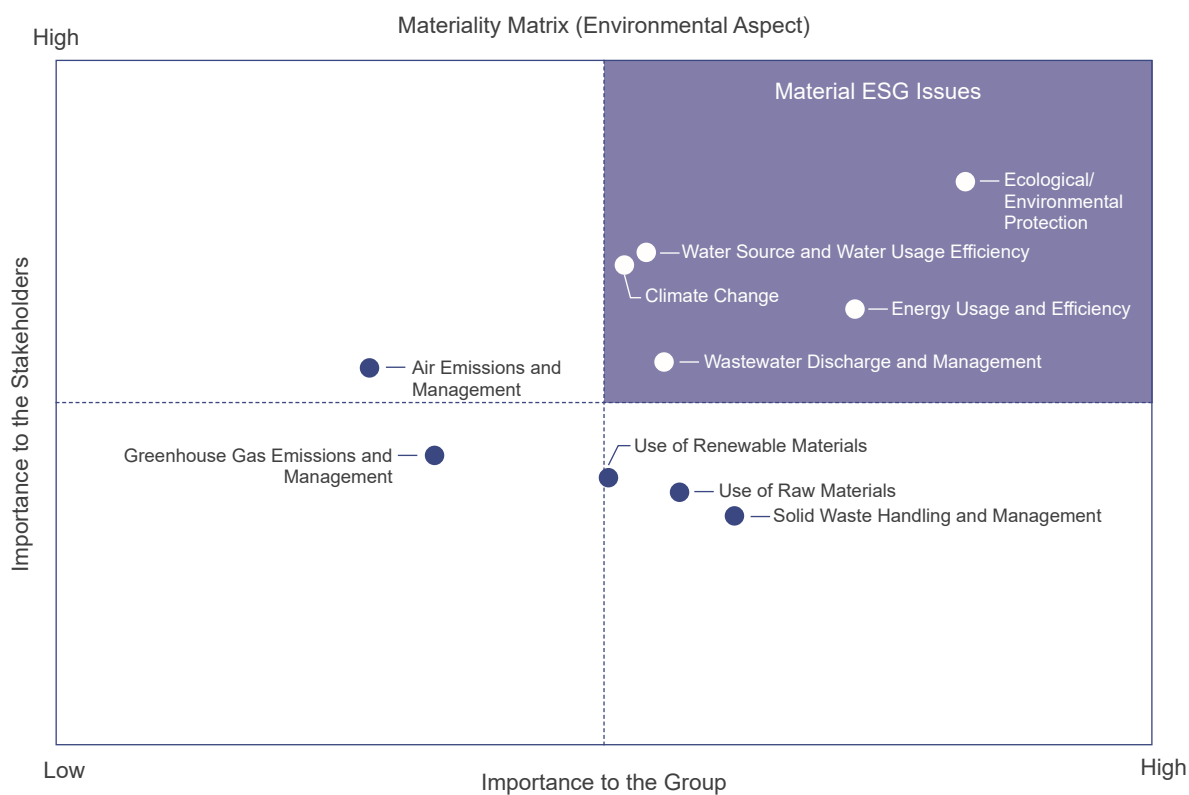 Materiality Matrix (Environmental Aspect)
High
Material ESG Issues
Ecological/
Environmental
Protection
Water Source and Water Usage Efficiency
Climate Change
Energy Usage and Efficiency
Wastewater Discharge and Management
Air Emissions and
Management
Greenhouse Gas Emissions and
Management
Use of Renewable Materials
Use of Raw Materials
Solid Waste Handling and Management
Importance to the Stakeholders
Low
Importance to the Group
High